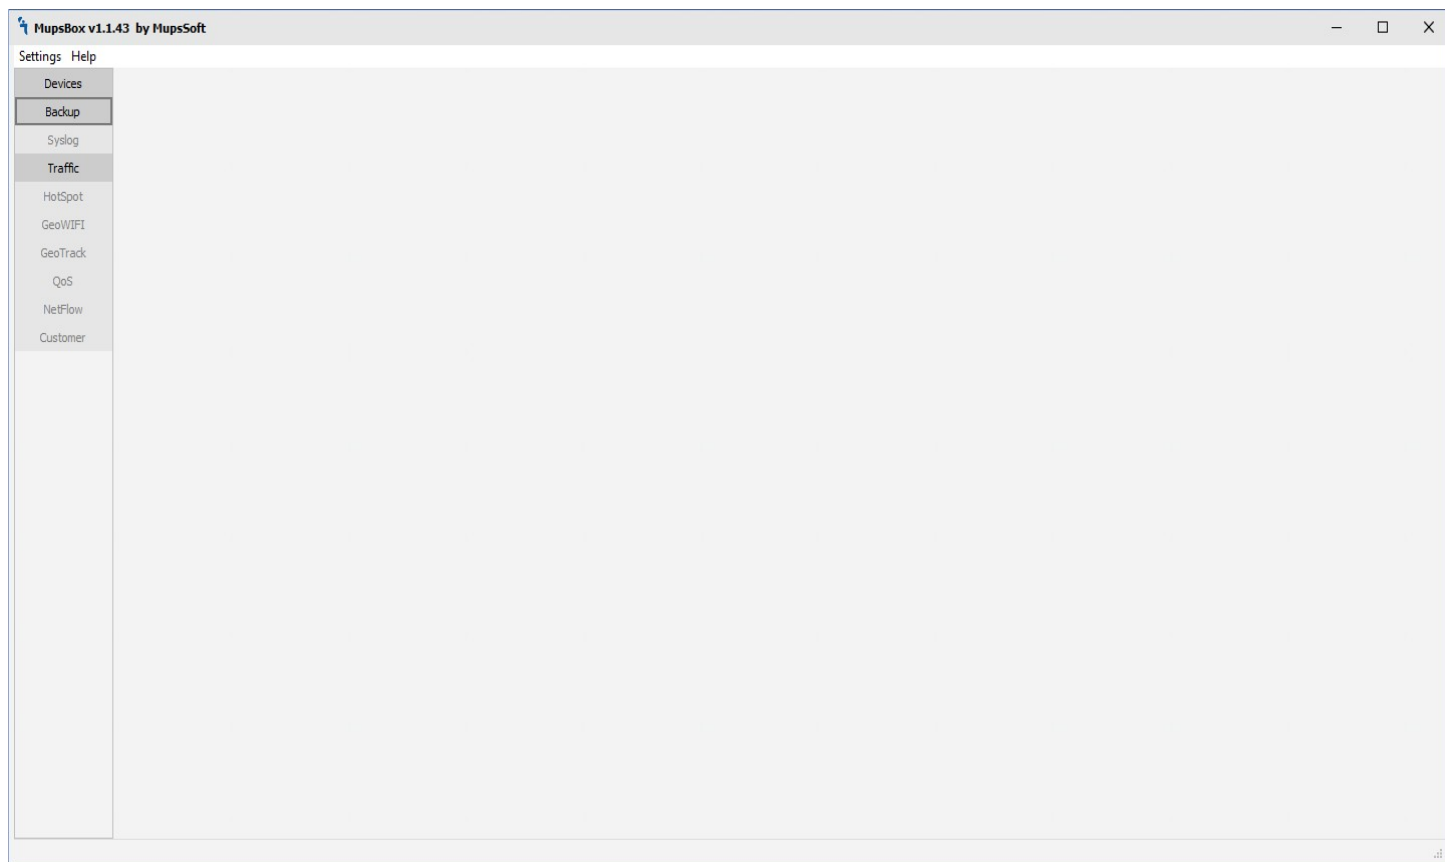 MupsBox v1.1.43 by MupsSoft
Settings Help
Devices
Backup
Syslog
Traffic
HotSpot
GeoWIFI
GeoTrack
QoS
NetFlow
Customer